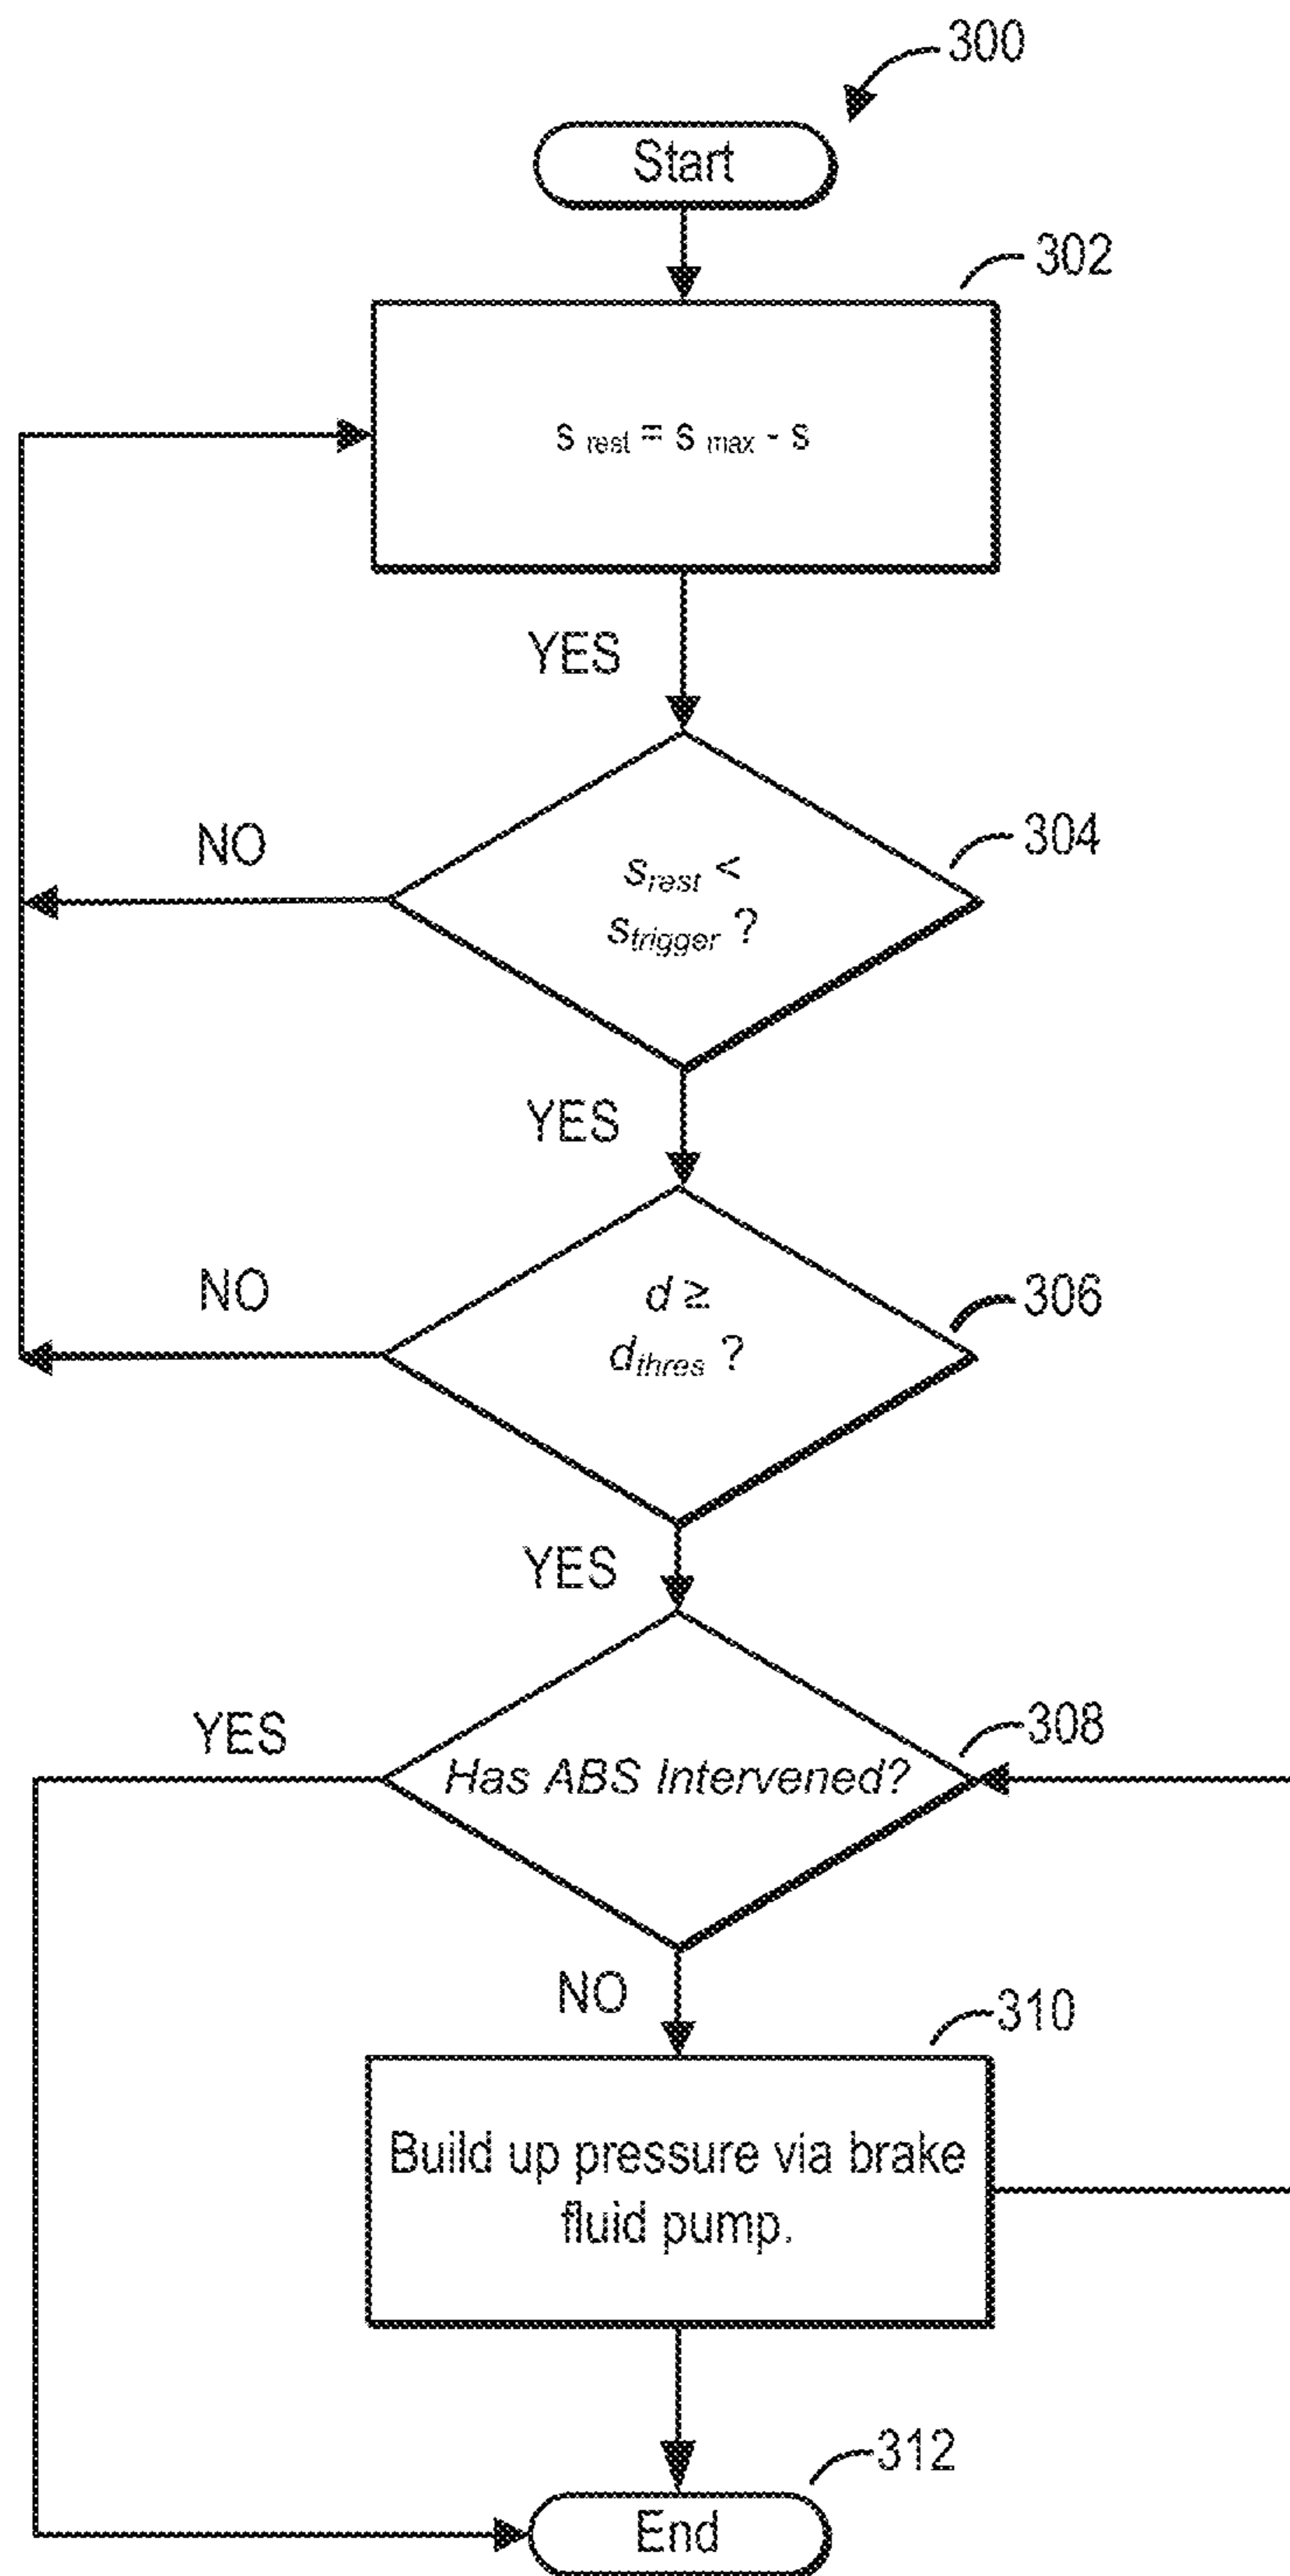 300
Start
302
s rest = s max - s
YES
NO
304
srest <
strigger ?
YES
NO
306
d ≥
dthres ?
YES
YES
308
Has ABS Intervened?
NO
310
Build up pressure via brake
fluid pump.
312
End